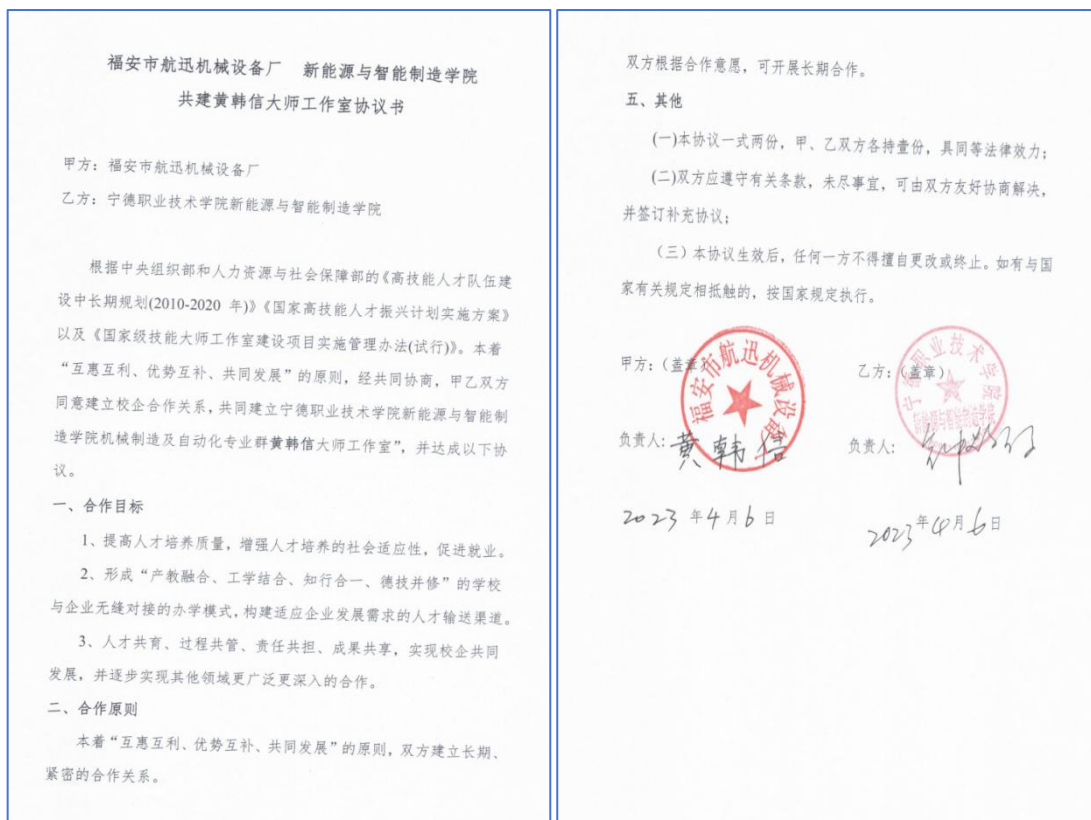 福安市航迅机械设备厂 新能源与智能制造学院
共建黄韩信大师工作室协议书
甲方：福安市航迅机械设备厂
乙方：宁德职业技术学院新能源与智能制造学院
根据中央组织部和人力资源与社会保障部的《高技能人才队伍建
设中长期规划(2010-2020 年)》《国家高技能人才振兴计划实施方案》
以及《国家级技能大师工作室建设项目实施管理办法(试行)》。本着
“互惠互利、优势互补、共同发展”的原则，经共同协商，甲乙双方
同意建立校企合作关系，共同建立宁德职业技术学院新能源与智能制
造学院机械制造及自动化专业群黄韩信大师工作室”，并达成以下协
议。
一、合作目标
1、提高人才培养质量，增强人才培养的社会适应性，促进就业。
2、形成“产教融合、工学结合、知行合一、德技并修”的学校
与企业无缝对接的办学模式，构建适应企业发展需求的人才输送渠道。
3、人才共育、过程共管、责任共担、成果共享，实现校企共同
发展，并逐步实现其他领域更广泛更深入的合作。
二、合作原则
本着“互惠互利、优势互补、共同发展”的原则，双方建立长期、
紧密的合作关系。
双方根据合作意愿，可开展长期合作。
五、其他
(一)本协议一式两份，甲、乙双方各持壹份，具同等法律效力；
(二)双方应遵守有关条款，未尽事宜，可由双方友好协商解决，
并签订补充协议；
（三）本协议生效后，任何一方不得擅自更改或终止。如有与国
家有关规定相抵触的，按国家规定执行。
甲方：（盖章）
福安市航迅机械设备厂
负责人：黄韩信
2023 年 4 月 6 日
乙方：（盖章）
宁德职业技术学院
新能源与智能制造学院
负责人：
2023 年 4 月 6 日